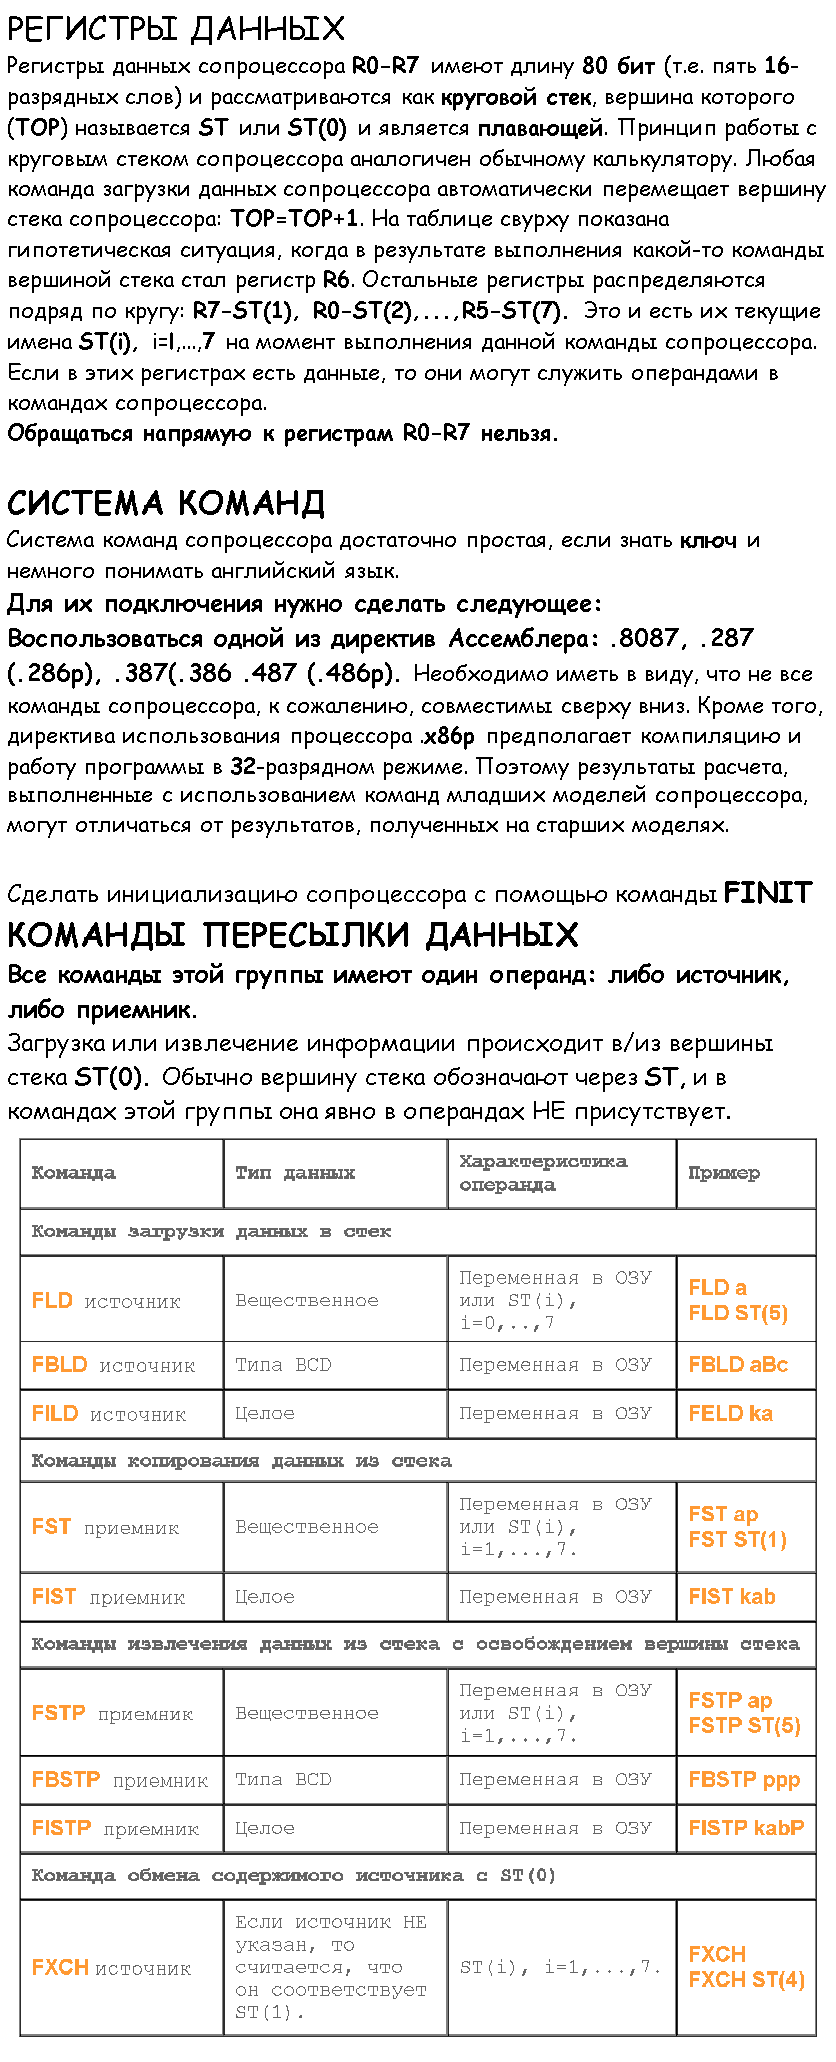 РЕГИСТРЫ ДАННЫХ
Регистры данных сопроцессора R0–R7 имеют длину 80 бит (т.е. пять 16-
разрядных слов) и рассматриваются как круговой стек, вершина которого
(TOP) называется ST или ST(0) и является плавающей. Принцип работы с
круговым стеком сопроцессора аналогичен обычному калькулятору. Любая
команда загрузки данных сопроцессора автоматически перемещает вершину
стека сопроцессора: TOP=TOP+1. На таблице свурху показана
гипотетическая ситуация, когда в результате выполнения какой-то команды
вершиной стека стал регистр R6. Остальные регистры распределяются
подряд по кругу: R7–ST(1), R0–ST(2),...,R5–ST(7). Это и есть их текущие
имена ST(i), i=l,…,7 на момент выполнения данной команды сопроцессора.
Если в этих регистрах есть данные, то они могут служить операндами в
командах сопроцессора.
Обращаться напрямую к регистрам R0–R7 нельзя.
СИСТЕМА КОМАНД
Система команд сопроцессора достаточно простая, если знать ключ и
немного понимать английский язык.
Для их подключения нужно сделать следующее:
Воспользоваться одной из директив Ассемблера: .8087, .287
(.286p), .387(.386 .487 (.486p). Необходимо иметь в виду, что не все
команды сопроцессора, к сожалению, совместимы сверху вниз. Кроме того,
директива использования процессора .x86p предполагает компиляцию и
работу программы в 32-разрядном режиме. Поэтому результаты расчета,
выполненные с использованием команд младших моделей сопроцессора,
могут отличаться от результатов, полученных на старших моделях.
Сделать инициализацию сопроцессора с помощью команды FINIT
КОМАНДЫ ПЕРЕСЫЛКИ ДАННЫХ
Все команды этой группы имеют один операнд: либо источник,
либо приемник.
Загрузка или извлечение информации происходит в/из вершины
стека ST(0). Обычно вершину стека обозначают через ST, и в
командах этой группы она явно в операндах НЕ присутствует.
Команда Тип данных Характеристика операнда Пример
Команды загрузки данных в стек
FLD источник Вещественное Переменная в ОЗУ
или ST(i),
i=0,..,7
FLD a
FLD ST(5)
FBLD источник Типа BCD Переменная в ОЗУ FBLD aBc
FILD источник Целое Переменная в ОЗУ FELD ka
Команды копирования данных из стека
FST приемник Вещественное Переменная в ОЗУ
или ST(i),
i=1,...,7.
FST ap
FST ST(1)
FIST приемник Целое Переменная в ОЗУ FIST kab
Команды извлечения данных из стека с освобождением вершины стека
FSTP приемник Вещественное Переменная в ОЗУ
или ST(i),
i=1,...,7.
FSTP ap
FSTP ST(5)
FBSTP приемник Типа BCD Переменная в ОЗУ FBSTP ppp
FISTP приемник Целое Переменная в ОЗУ FISTP kabP
Команда обмена содержимого источника с ST(0)
FXCH источник
Если источник НЕ
указан, то
считается, что
он соответствует
ST(1).
ST(i), i=1,...,7.
FXCH
FXCH ST(4)